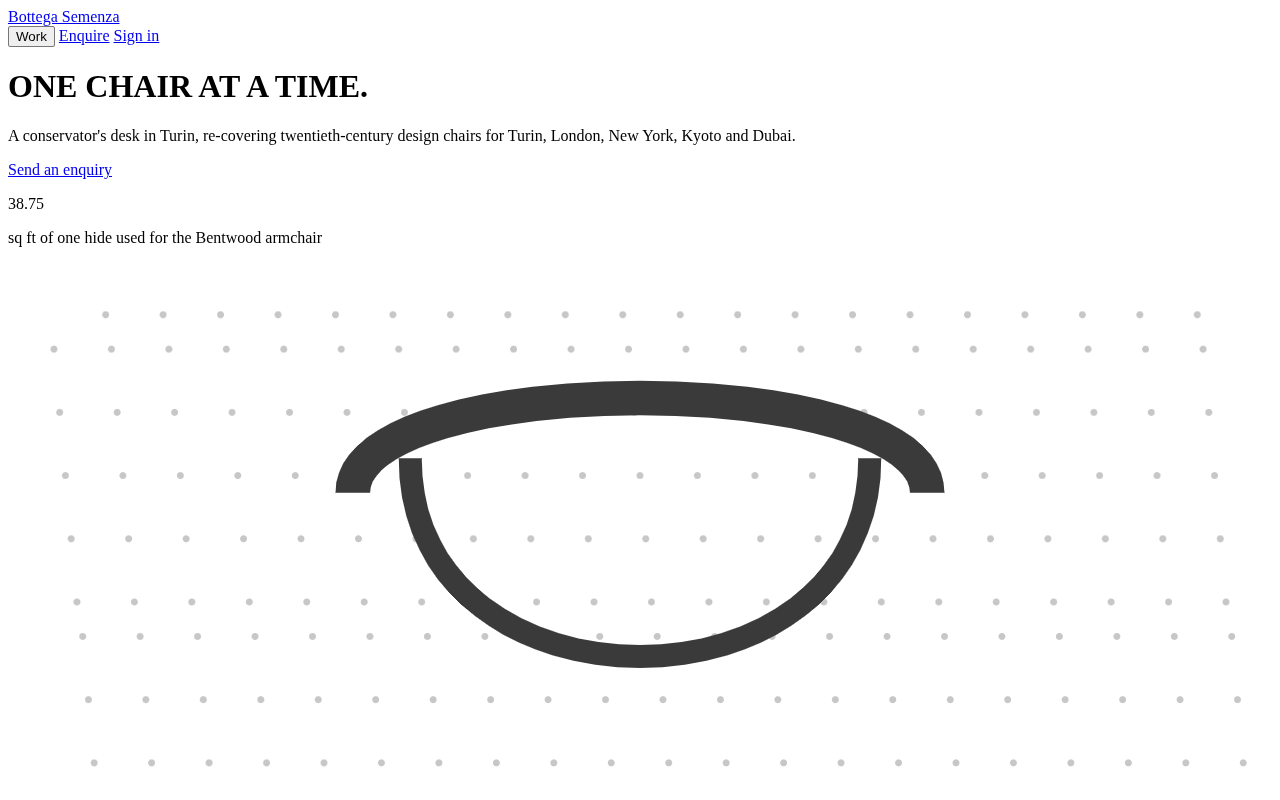 Bottega Semenza
Work Enquire Sign in
ONE CHAIR AT A TIME.
A conservator's desk in Turin, re-covering twentieth-century design chairs for Turin, London, New York, Kyoto and Dubai.
Send an enquiry
38.75
sq ft of one hide used for the Bentwood armchair